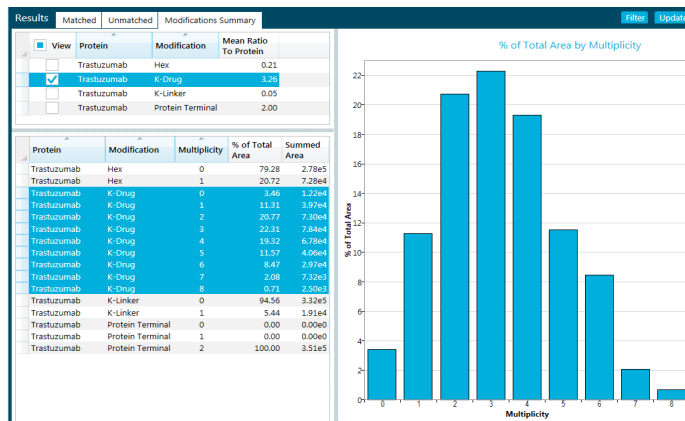 Results Matched Unmatched Modifications Summary Filter Update
View Protein Modification Mean Ratio To Protein
Trastuzumab Hex 0.21
Trastuzumab K-Drug 3.26
Trastuzumab K-Linker 0.05
Trastuzumab Protein Terminal 2.00
Protein Modification Multiplicity % of Total Area Summed Area
Trastuzumab Hex 0 79.28 2.78e5
Trastuzumab Hex 1 20.72 7.28e4
Trastuzumab K-Drug 0 3.46 1.22e4
Trastuzumab K-Drug 1 11.31 3.97e4
Trastuzumab K-Drug 2 20.77 7.30e4
Trastuzumab K-Drug 3 22.31 7.84e4
Trastuzumab K-Drug 4 19.32 6.78e4
Trastuzumab K-Drug 5 11.57 4.06e4
Trastuzumab K-Drug 6 8.47 2.97e4
Trastuzumab K-Drug 7 2.08 7.32e3
Trastuzumab K-Drug 8 0.71 2.50e3
Trastuzumab K-Linker 0 94.56 3.32e5
Trastuzumab K-Linker 1 5.44 1.91e4
Trastuzumab Protein Terminal 0 0.00 0.00e0
Trastuzumab Protein Terminal 1 0.00 0.00e0
Trastuzumab Protein Terminal 2 100.00 3.51e5
% of Total Area by Multiplicity
% of Total Area
22
20
18
16
14
12
10
8
6
4
2
0
0 1 2 3 4 5 6 7 8
Multiplicity